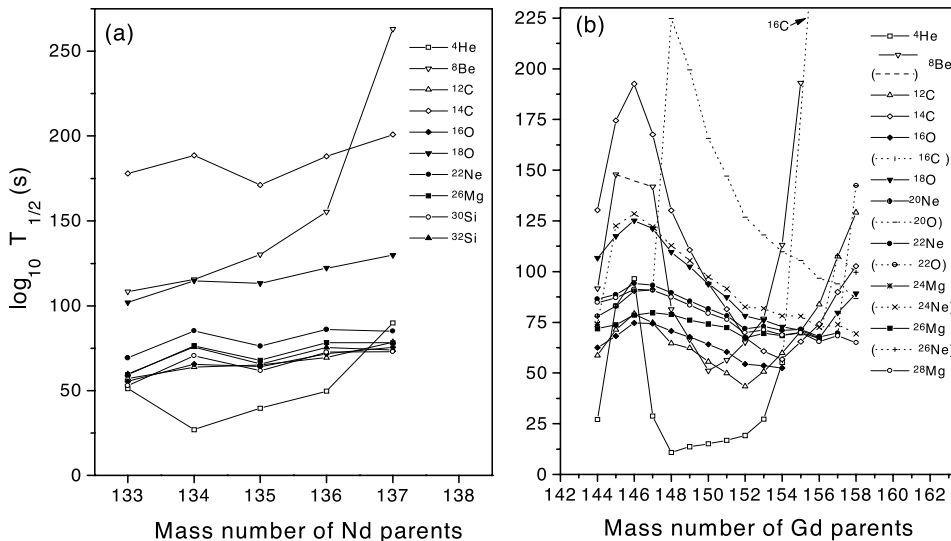 (a)
log₁₀ T₁/₂ (s)
0
50
100
150
200
250
133 134 135 136 137 138
Mass number of Nd parents
⁴He
⁸Be
¹²C
¹⁴C
¹⁶O
¹⁸O
²²Ne
²⁶Mg
³⁰Si
³²Si
(b)
¹⁶C
0
25
50
75
100
125
150
175
200
225
142 144 146 148 150 152 154 156 158 160 162
Mass number of Gd parents
⁴He
⁸Be
( )
¹²C
¹⁴C
¹⁶O
( ¹⁶C)
¹⁸O
²⁰Ne
( ²⁰O)
²²Ne
( ²²O)
²⁴Mg
( ²⁴Ne)
²⁶Mg
( ²⁶Ne)
²⁸Mg